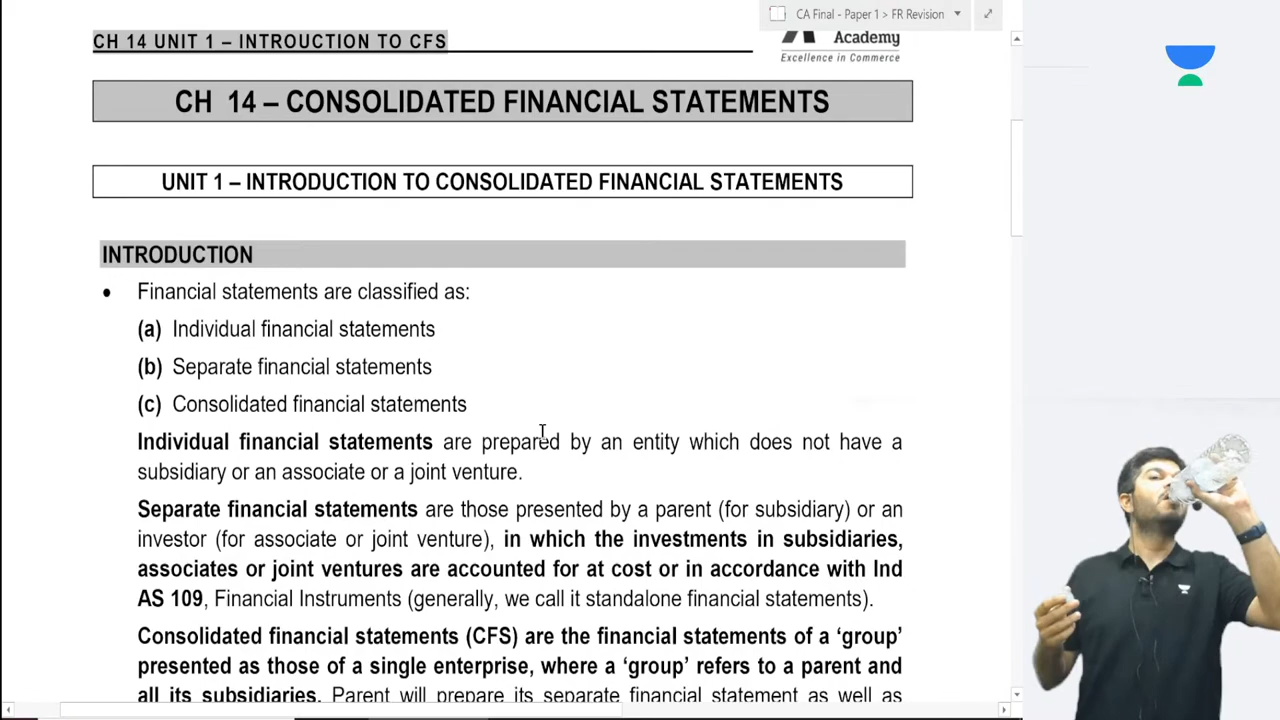 CA Final - Paper 1 > FR Revision
CH 14 UNIT 1 – INTROUCTION TO CFS
Academy
Excellence in Commerce
CH 14 – CONSOLIDATED FINANCIAL STATEMENTS
UNIT 1 – INTRODUCTION TO CONSOLIDATED FINANCIAL STATEMENTS
INTRODUCTION
• Financial statements are classified as:
(a) Individual financial statements
(b) Separate financial statements
(c) Consolidated financial statements
Individual financial statements are prepared by an entity which does not have a
subsidiary or an associate or a joint venture.
Separate financial statements are those presented by a parent (for subsidiary) or an
investor (for associate or joint venture), in which the investments in subsidiaries,
associates or joint ventures are accounted for at cost or in accordance with Ind
AS 109, Financial Instruments (generally, we call it standalone financial statements).
Consolidated financial statements (CFS) are the financial statements of a ‘group’
presented as those of a single enterprise, where a ‘group’ refers to a parent and
all its subsidiaries. Parent will prepare its separate financial statement as well as